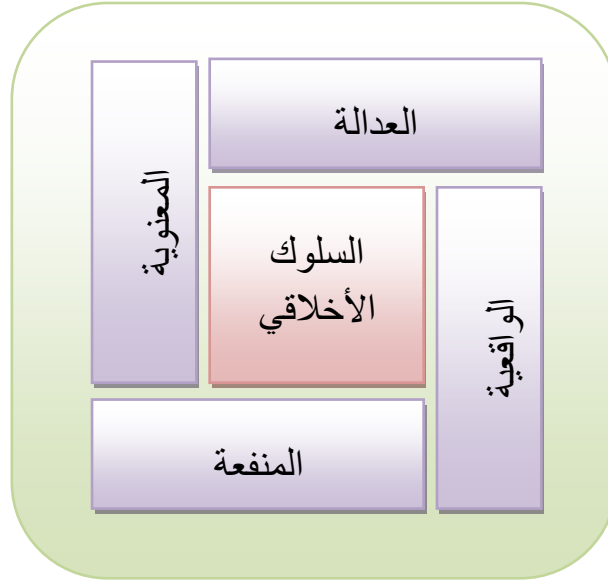 العدالة
المعنوية
السلوك
الأخلاقي
الواقعية
المنفعة